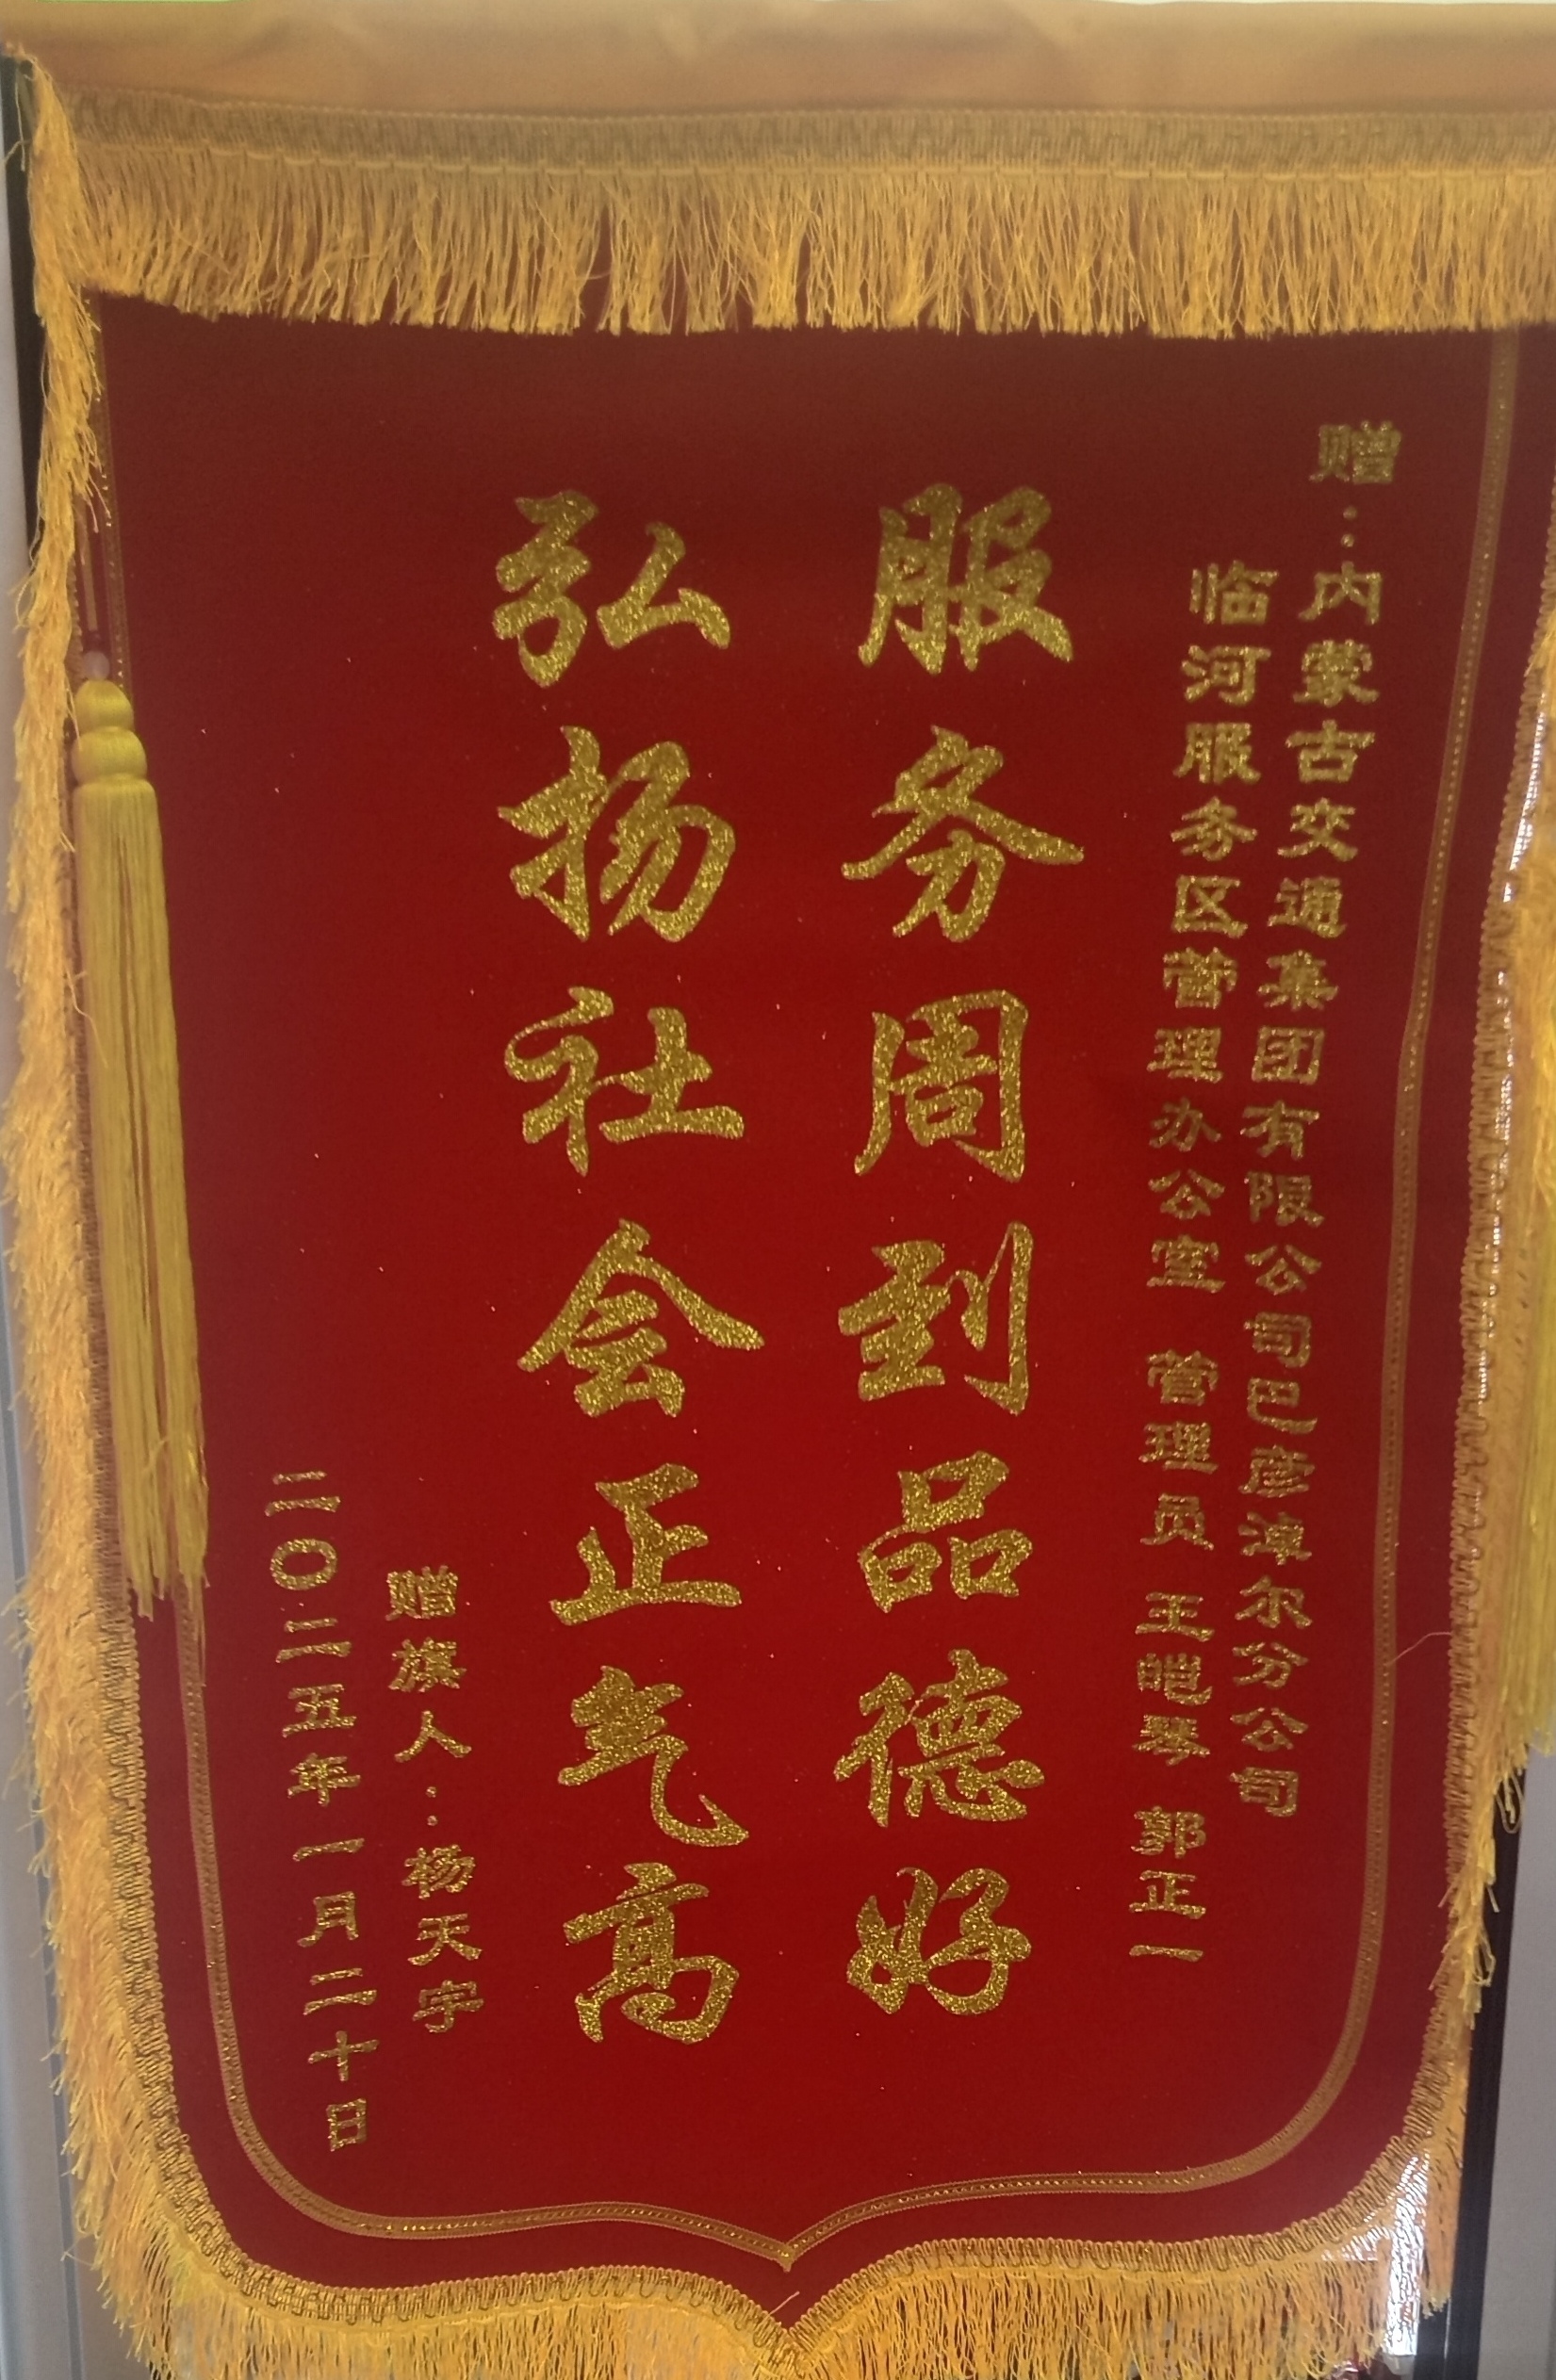 赠：内蒙古交通集团有限公司巴彦淖尔分公司
临河服务区营理办公室 管理员 王皑琴 郭正一
服务周到品德好
弘扬社会正气高
赠旗人：杨天宇
二〇二五年一月二十日